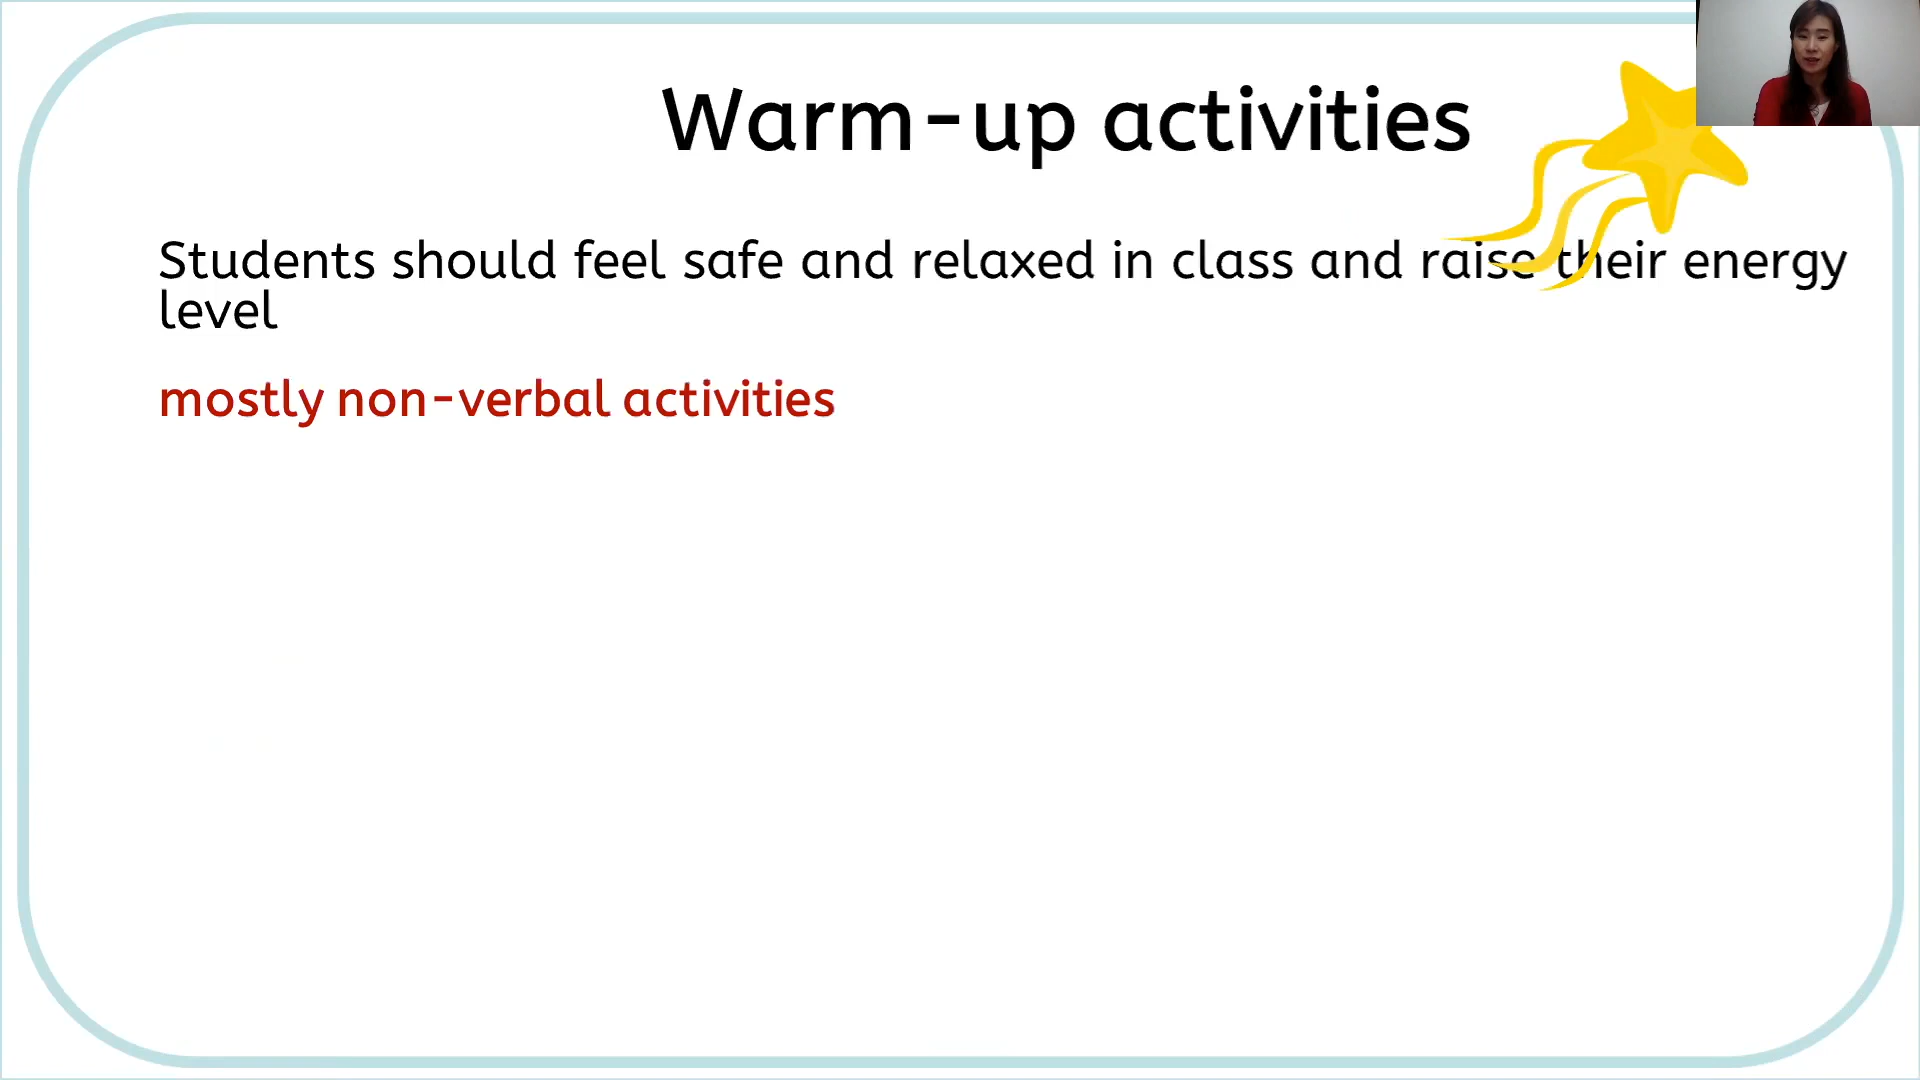 Warm-up activities
Students should feel safe and relaxed in class and raise their energy
level
mostly non-verbal activities